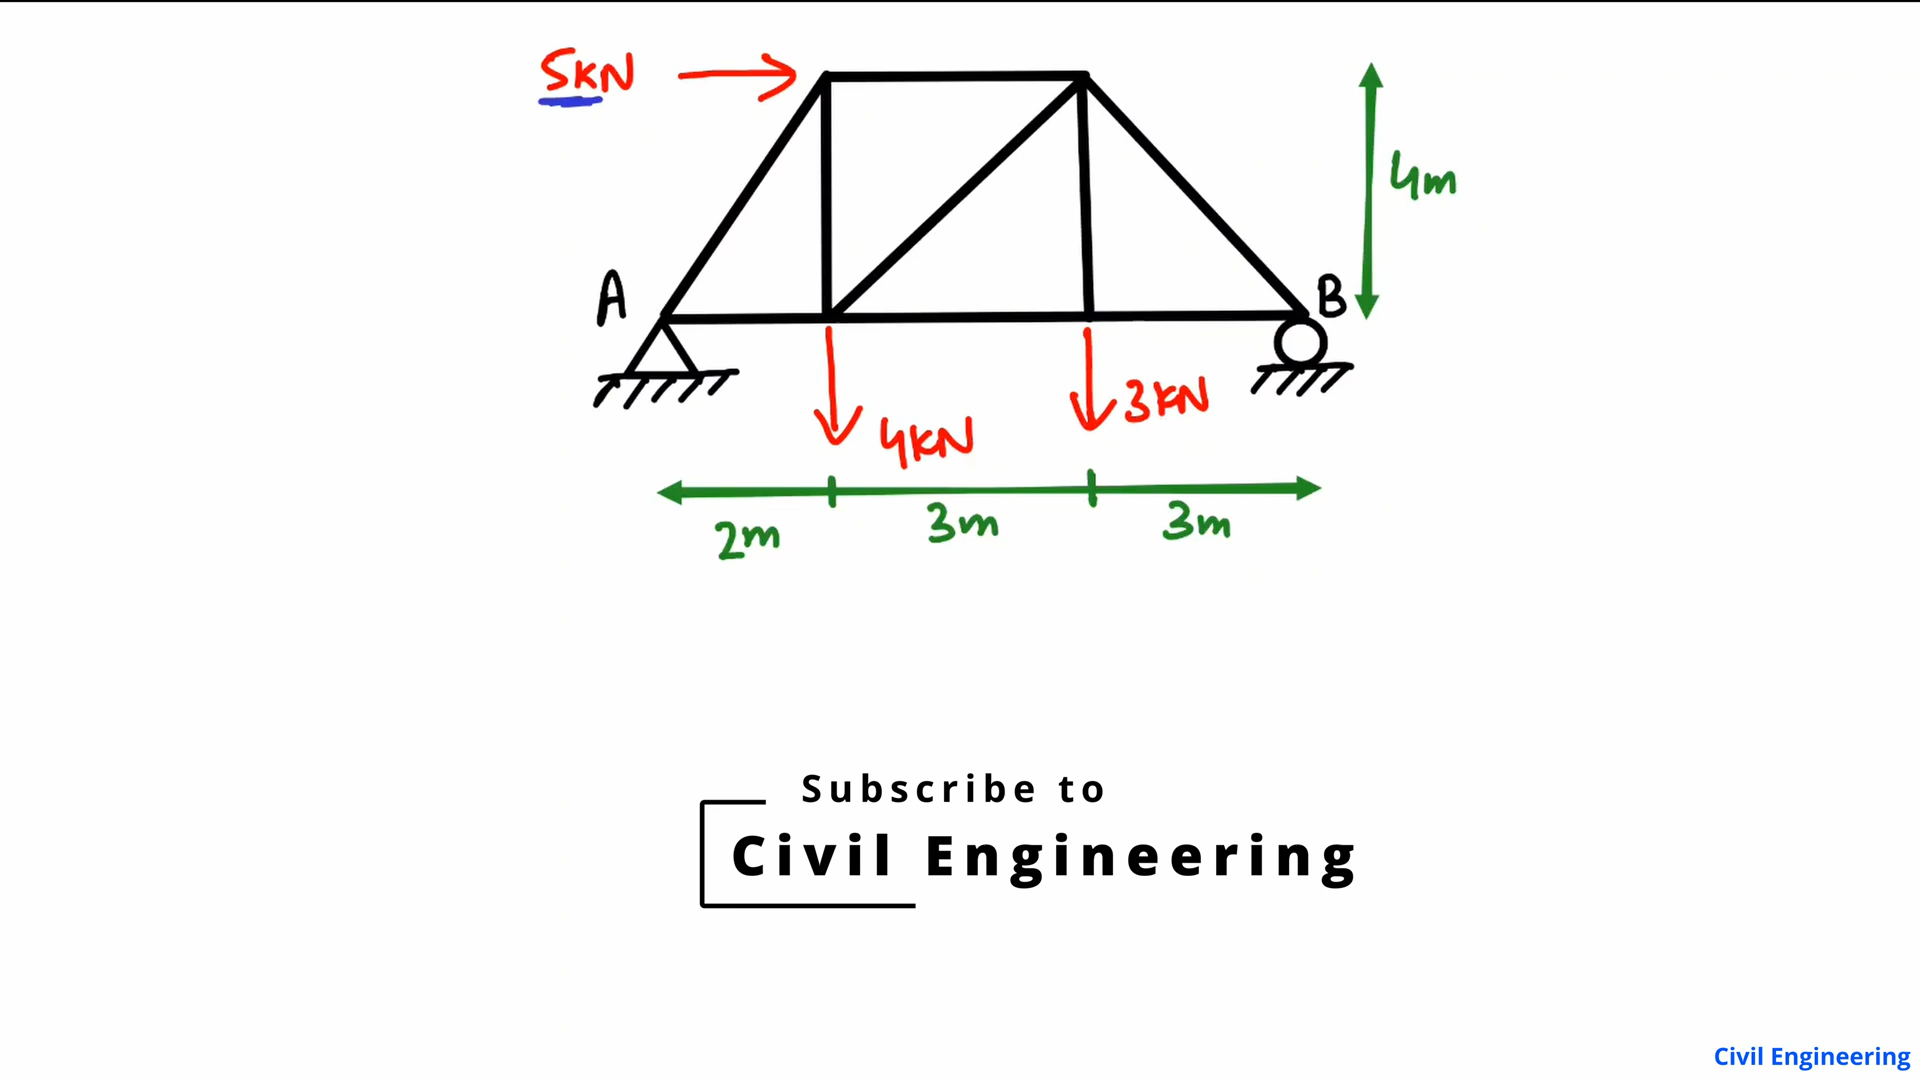 5KN
4m
A
B
3KN
4KN
2m
3m
3m
Subscribe to
Civil Engineering
Civil Engineering